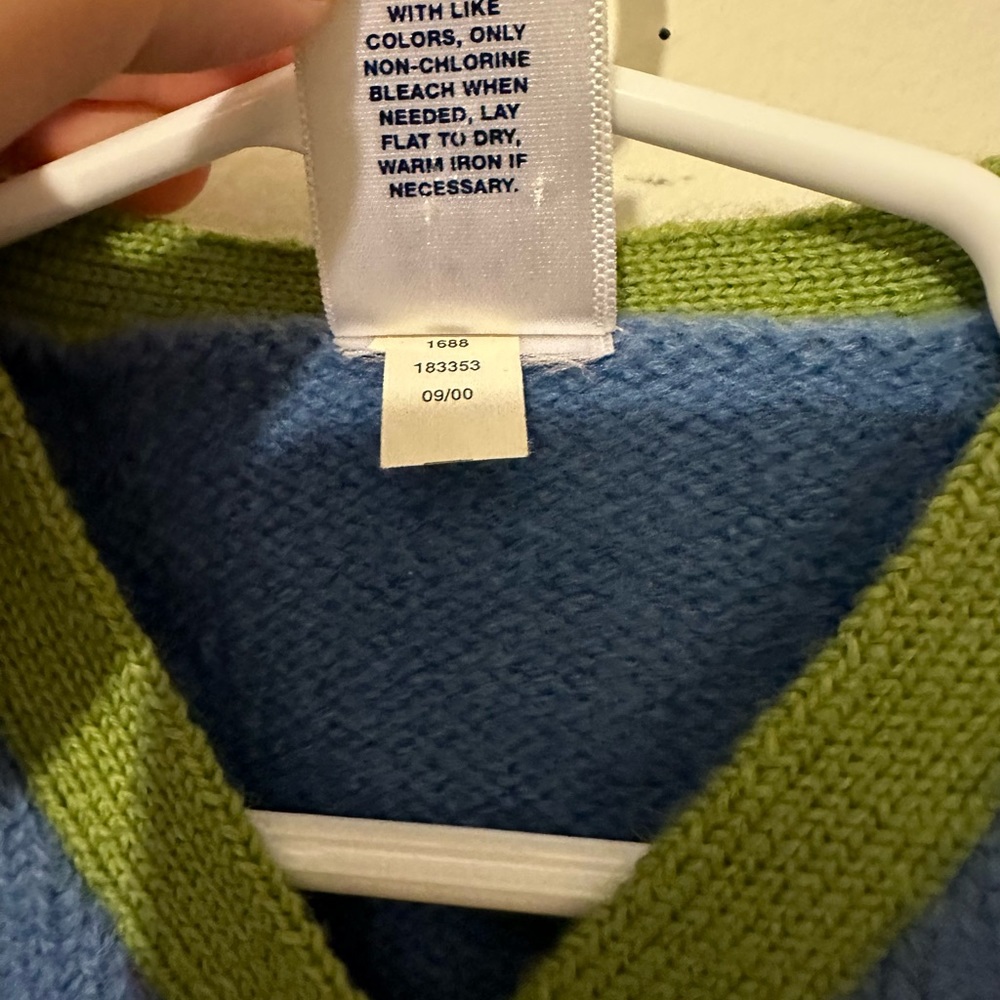 WITH LIKE
COLORS, ONLY
NON-CHLORINE
BLEACH WHEN
NEEDED, LAY
FLAT TO DRY,
WARM IRON IF
NECESSARY.
1688
183353
09/00